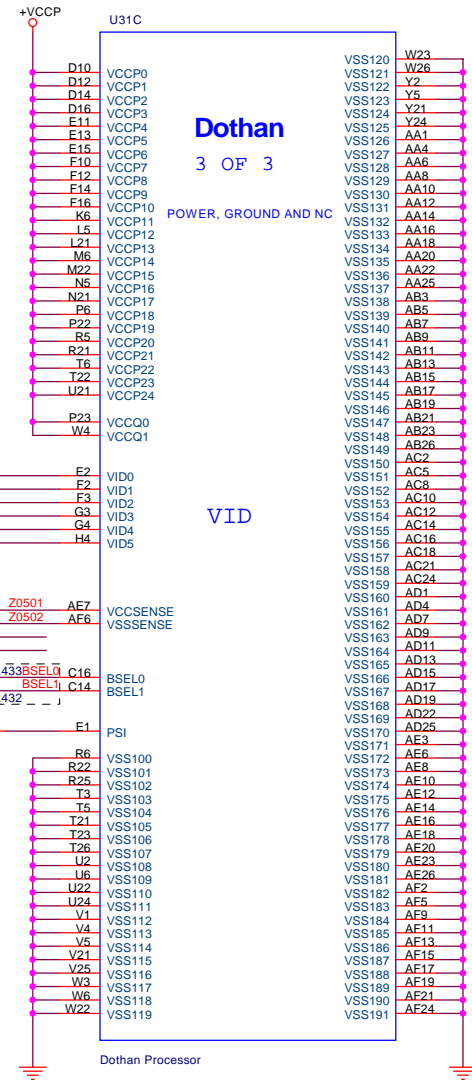 +VCCP
U31C
D10 VCCP0
D12 VCCP1
D14 VCCP2
D16 VCCP3
E11 VCCP4
E13 VCCP5
E15 VCCP6
F10 VCCP7
F12 VCCP8
F14 VCCP9
F16 VCCP10
K6 VCCP11
L5 VCCP12
L21 VCCP13
M6 VCCP14
M22 VCCP15
N5 VCCP16
N21 VCCP17
P6 VCCP18
P22 VCCP19
R5 VCCP20
R21 VCCP21
T6 VCCP22
T22 VCCP23
U21 VCCP24
P23 VCCQ0
W4 VCCQ1
E2 VID0
F2 VID1
F3 VID2
G3 VID3
G4 VID4
H4 VID5
Z0501 AE7 VCCSENSE
Z0502 AF6 VSSSENSE
433 BSEL0 C16 BSEL0
BSEL1 C14 BSEL1
432
E1 PSI
R6 VSS100
R22 VSS101
R25 VSS102
T3 VSS103
T5 VSS104
T21 VSS105
T23 VSS106
T26 VSS107
U2 VSS108
U6 VSS109
U22 VSS110
U24 VSS111
V1 VSS112
V4 VSS113
V5 VSS114
V21 VSS115
V25 VSS116
W3 VSS117
W6 VSS118
W22 VSS119
Dothan
3 OF 3
POWER, GROUND AND NC
VID
VSS120 W23
VSS121 W26
VSS122 Y2
VSS123 Y5
VSS124 Y21
VSS125 Y24
VSS126 AA1
VSS127 AA4
VSS128 AA6
VSS129 AA8
VSS130 AA10
VSS131 AA12
VSS132 AA14
VSS133 AA16
VSS134 AA18
VSS135 AA20
VSS136 AA22
VSS137 AA25
VSS138 AB3
VSS139 AB5
VSS140 AB7
VSS141 AB9
VSS142 AB11
VSS143 AB13
VSS144 AB15
VSS145 AB17
VSS146 AB19
VSS147 AB21
VSS148 AB23
VSS149 AB26
VSS150 AC2
VSS151 AC5
VSS152 AC8
VSS153 AC10
VSS154 AC12
VSS155 AC14
VSS156 AC16
VSS157 AC18
VSS158 AC21
VSS159 AC24
VSS160 AD1
VSS161 AD4
VSS162 AD7
VSS163 AD9
VSS164 AD11
VSS165 AD13
VSS166 AD15
VSS167 AD17
VSS168 AD19
VSS169 AD22
VSS170 AD25
VSS171 AE3
VSS172 AE6
VSS173 AE8
VSS174 AE10
VSS175 AE12
VSS176 AE14
VSS177 AE16
VSS178 AE18
VSS179 AE20
VSS180 AE23
VSS181 AE26
VSS182 AF2
VSS183 AF5
VSS184 AF9
VSS185 AF11
VSS186 AF13
VSS187 AF15
VSS188 AF17
VSS189 AF19
VSS190 AF21
VSS191 AF24
Dothan Processor